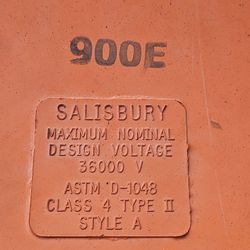 900E
SALISBURY
MAXIMUM NOMINAL
DESIGN VOLTAGE
36000 V
ASTM D-1048
CLASS 4 TYPE II
STYLE A